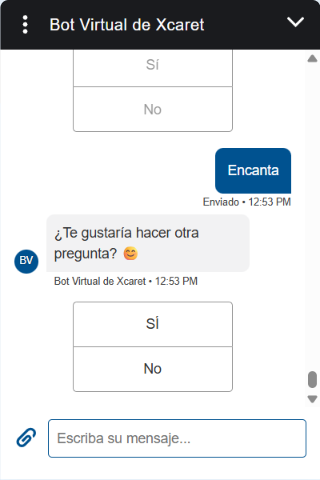 Bot Virtual de Xcaret
Sí
No
Encanta
Enviado • 12:53 PM
¿Te gustaría hacer otra
pregunta? 😊
BV
Bot Virtual de Xcaret • 12:53 PM
SÍ
No
Escriba su mensaje...